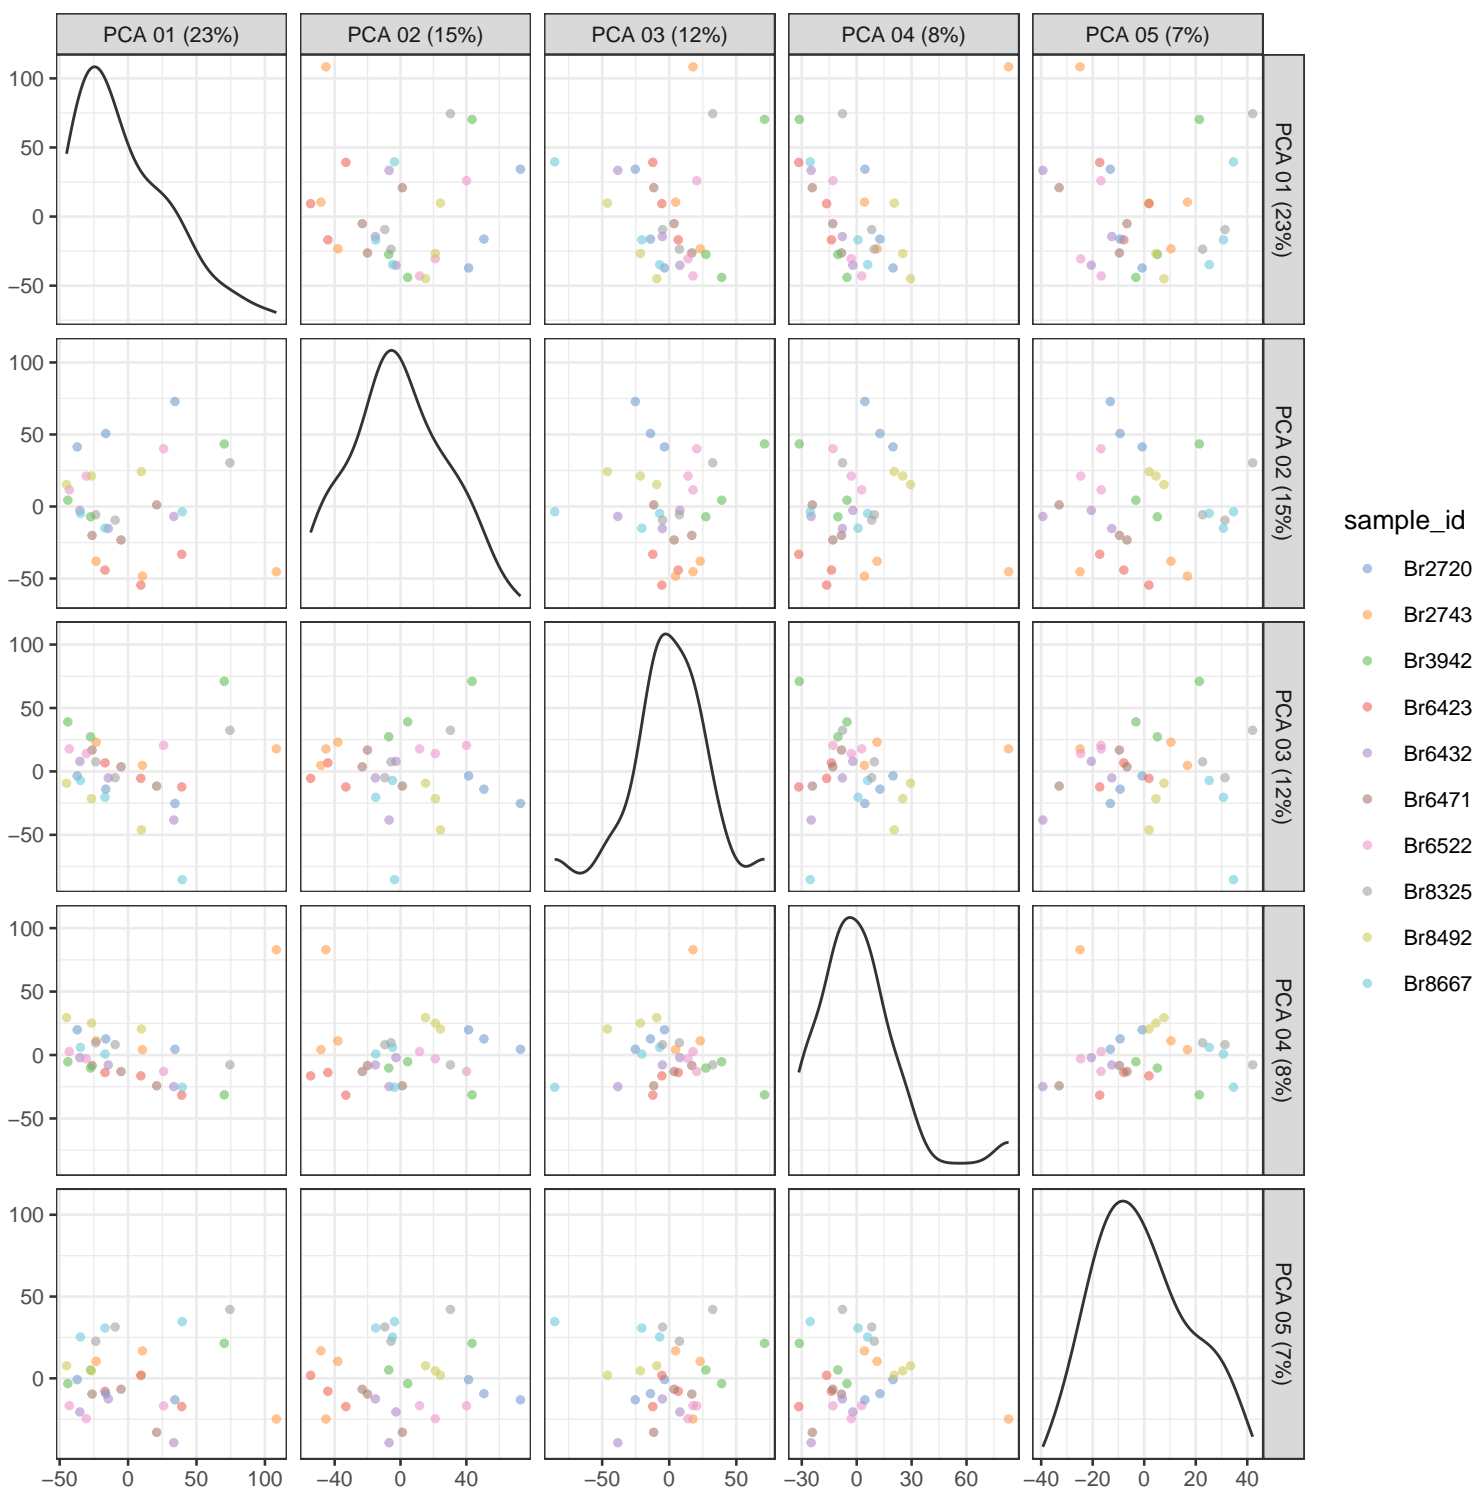 PCA 01 (23%) PCA 02 (15%) PCA 03 (12%) PCA 04 (8%) PCA 05 (7%)
100
50
0
−50
PCA 01 (23%)
100
50
0
−50
PCA 02 (15%)
100
50
0
−50
PCA 03 (12%)
100
50
0
−50
PCA 04 (8%)
100
50
0
PCA 05 (7%)
−50 0 50 100 −40 0 40 −50 0 50 −30 0 30 60 −40 −20 0 20 40
sample_id
Br2720
Br2743
Br3942
Br6423
Br6432
Br6471
Br6522
Br8325
Br8492
Br8667